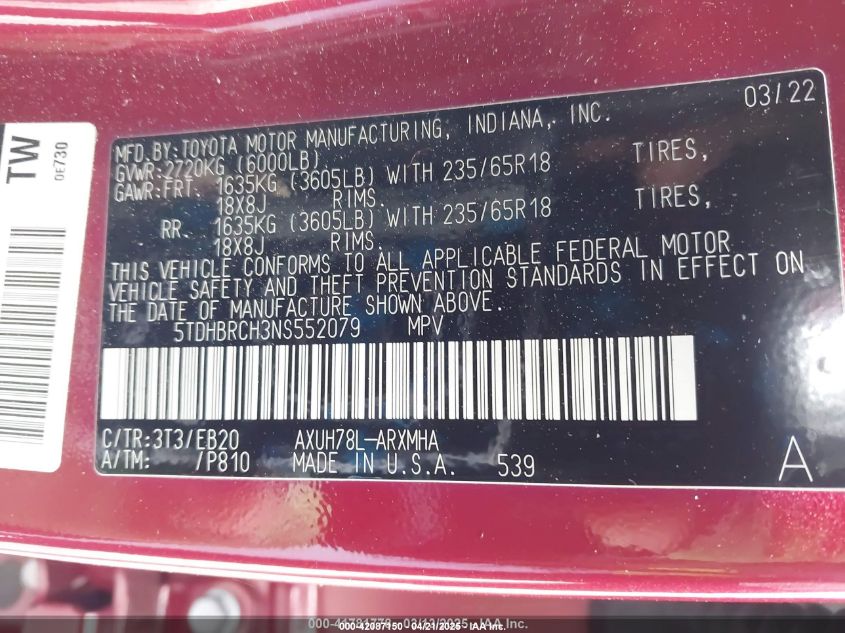 03/22
MFD.BY:TOYOTA MOTOR MANUFACTURING, INDIANA, INC.
GVWR:2720KG (6000LB)
GAWR:FRT. 1635KG (3605LB) WITH 235/65R18 TIRES,
18X8J RIMS.
RR. 1635KG (3605LB) WITH 235/65R18 TIRES,
18X8J RIMS.
THIS VEHICLE CONFORMS TO ALL APPLICABLE FEDERAL MOTOR
VEHICLE SAFETY AND THEFT PREVENTION STANDARDS IN EFFECT ON
THE DATE OF MANUFACTURE SHOWN ABOVE.
5TDHBRCH3NS552079 MPV
C/TR:3T3/EB20 AXUH78L-ARXMHA
A/TM: /P810 MADE IN U.S.A. 539
A
TW
0E730
000-42087150 04/21/2026 IAA Inc.